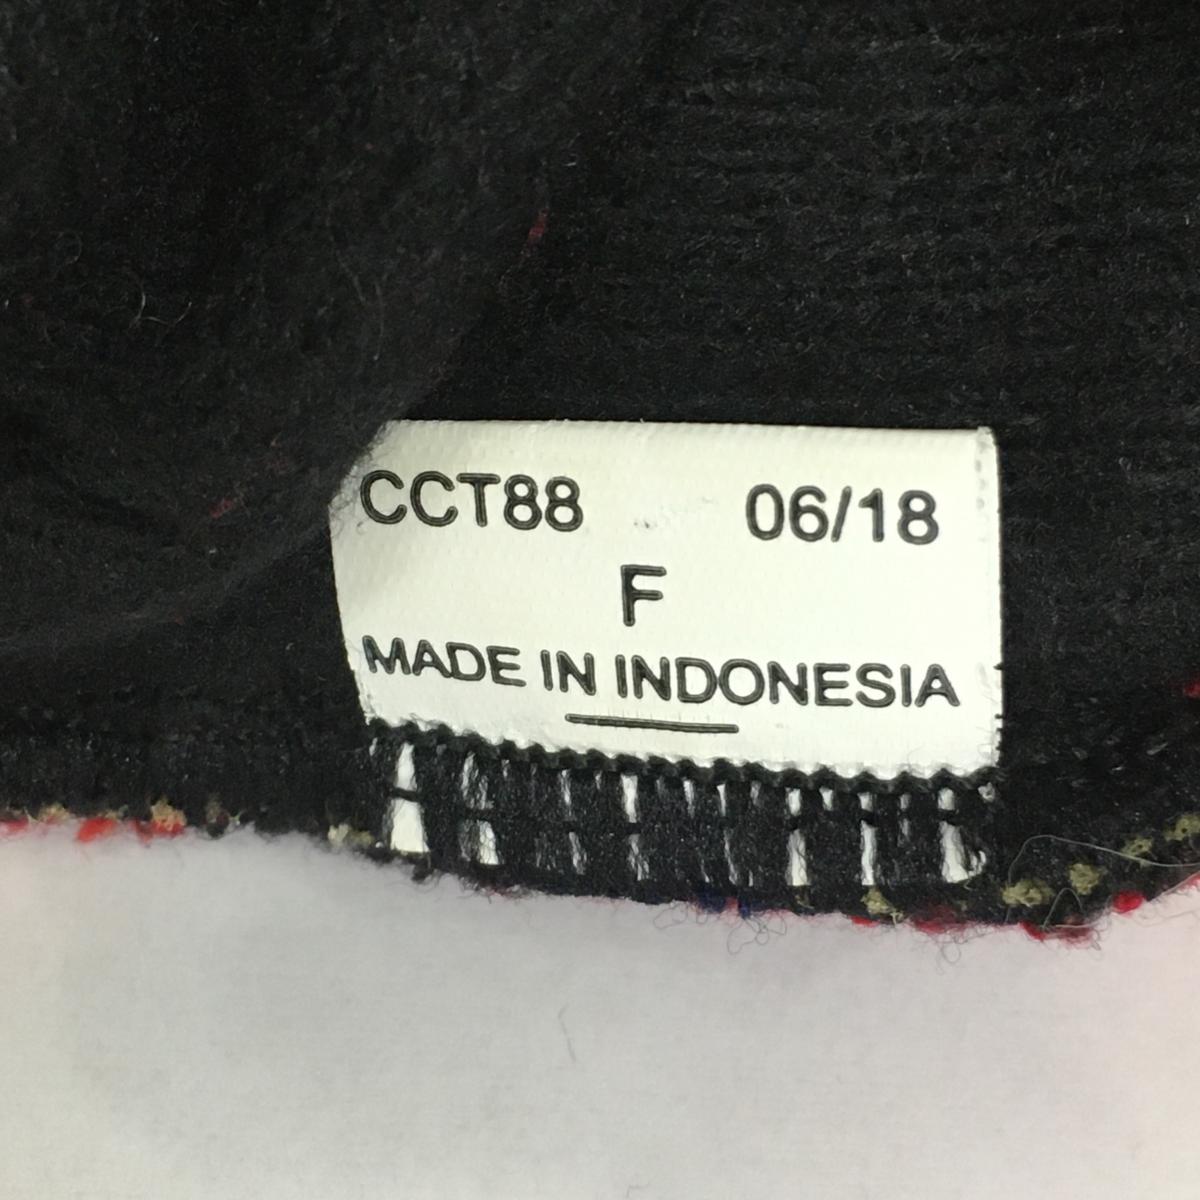 CCT88 06/18
F
MADE IN INDONESIA